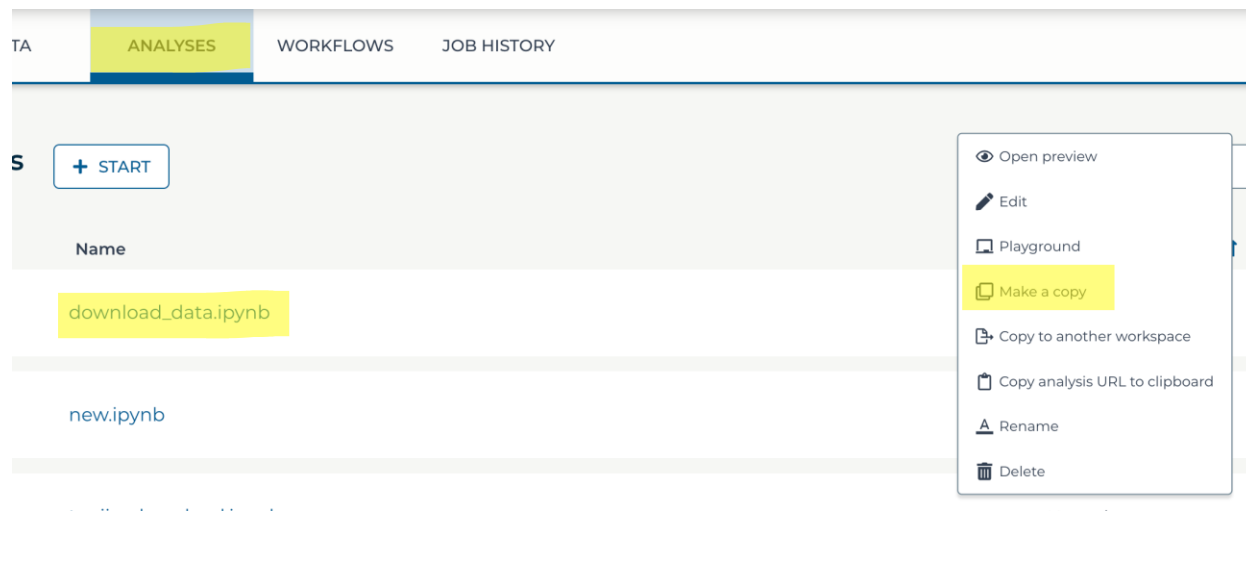 TA ANALYSES WORKFLOWS JOB HISTORY
S + START
Name
download_data.ipynb
new.ipynb
Open preview
Edit
Playground
Make a copy
Copy to another workspace
Copy analysis URL to clipboard
Rename
Delete